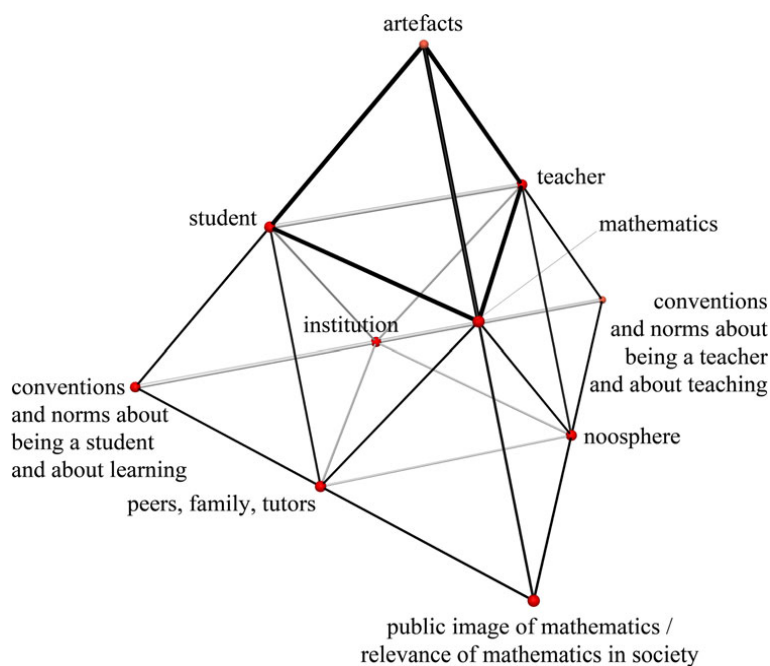 artefacts
teacher
student
mathematics
institution
conventions
and norms about
being a teacher
and about teaching
conventions
and norms about
being a student
and about learning
noosphere
peers, family, tutors
public image of mathematics /
relevance of mathematics in society